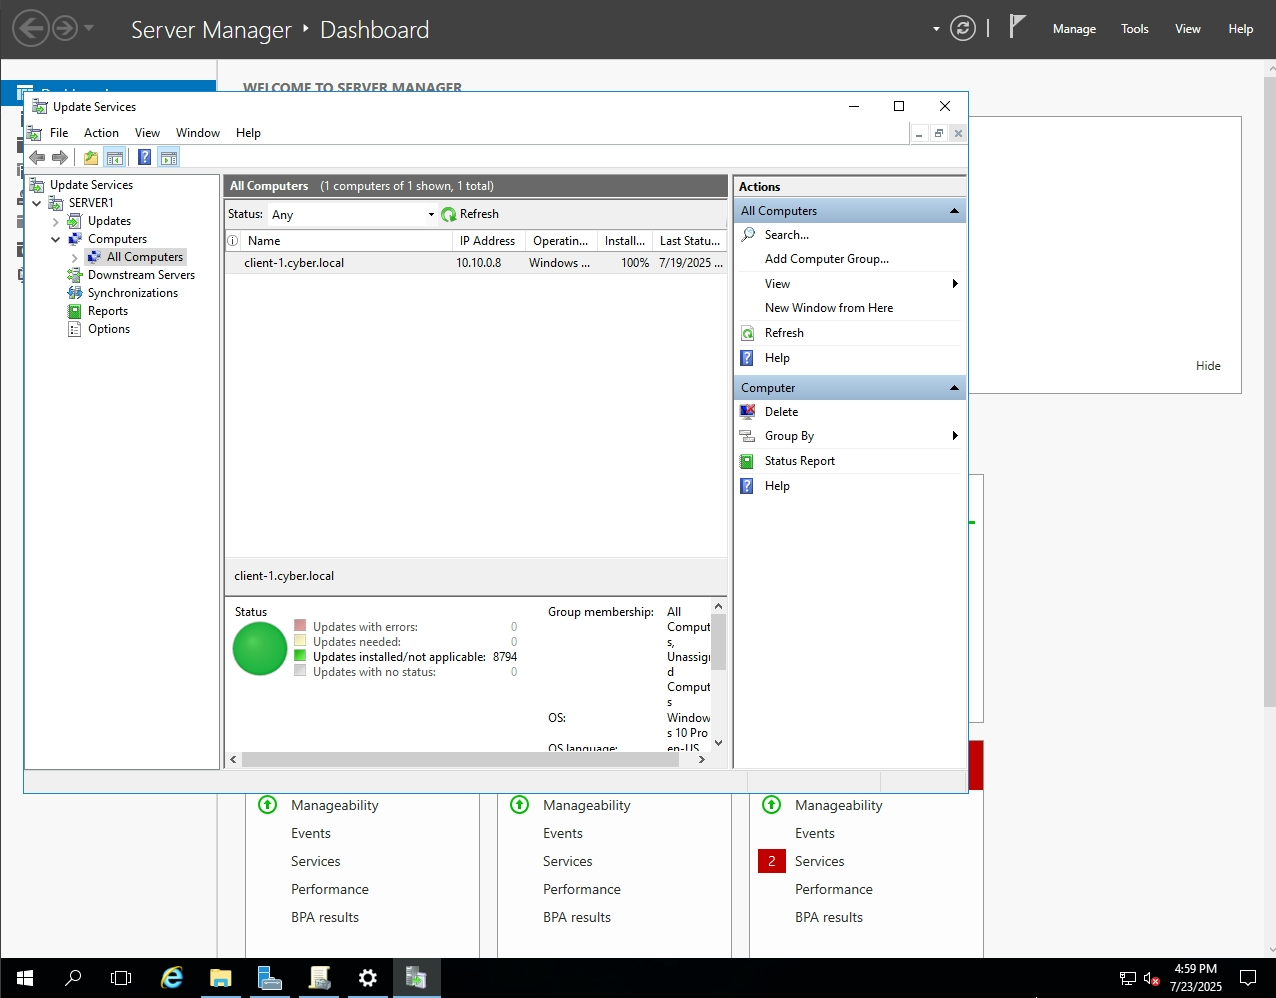 Server Manager ‣ Dashboard
Manage Tools View Help
WELCOME TO SERVER MANAGER
Update Services
File Action View Window Help
Update Services
SERVER1
Updates
Computers
All Computers
Downstream Servers
Synchronizations
Reports
Options
All Computers (1 computers of 1 shown, 1 total)
Status: Any Refresh
Name IP Address Operatin... Install... Last Statu...
client-1.cyber.local 10.10.0.8 Windows ... 100% 7/19/2025 ...
client-1.cyber.local
Status
Updates with errors: 0
Updates needed: 0
Updates installed/not applicable: 8794
Updates with no status: 0
Group membership: All
Comput
s,
Unassig
d
Comput
s
OS: Window
s 10 Pro
OS language: en-US
Actions
All Computers
Search...
Add Computer Group...
View
New Window from Here
Refresh
Help
Computer
Delete
Group By
Status Report
Help
Hide
Manageability
Events
Services
Performance
BPA results
Manageability
Events
Services
Performance
BPA results
Manageability
Events
2 Services
Performance
BPA results
4:59 PM
7/23/2025